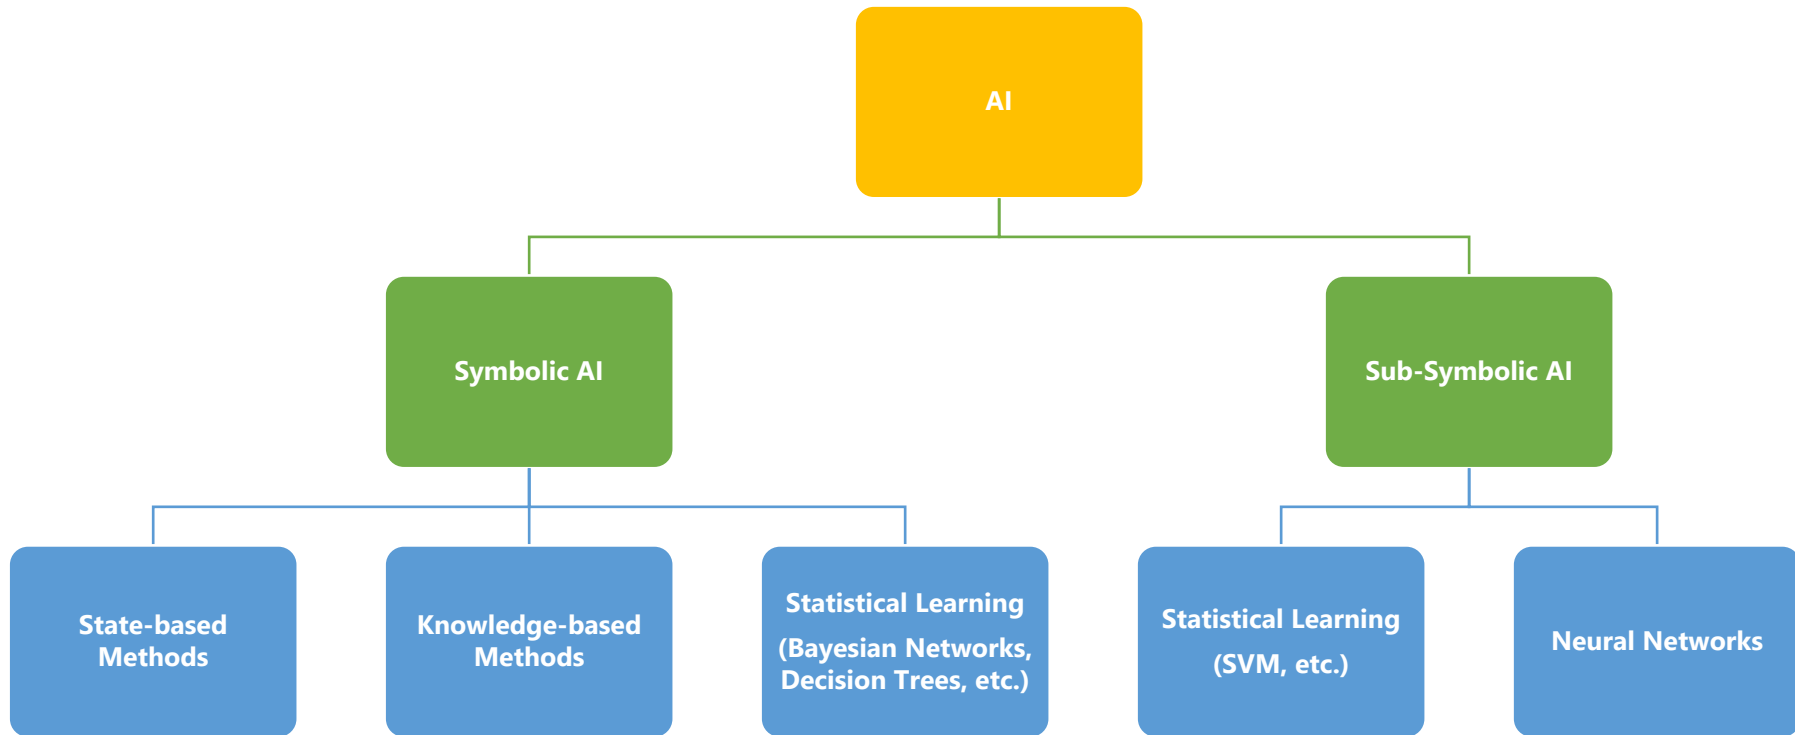 AI
Symbolic AI
Sub-Symbolic AI
State-based
Methods
Knowledge-based
Methods
Statistical Learning
(Bayesian Networks,
Decision Trees, etc.)
Statistical Learning
(SVM, etc.)
Neural Networks